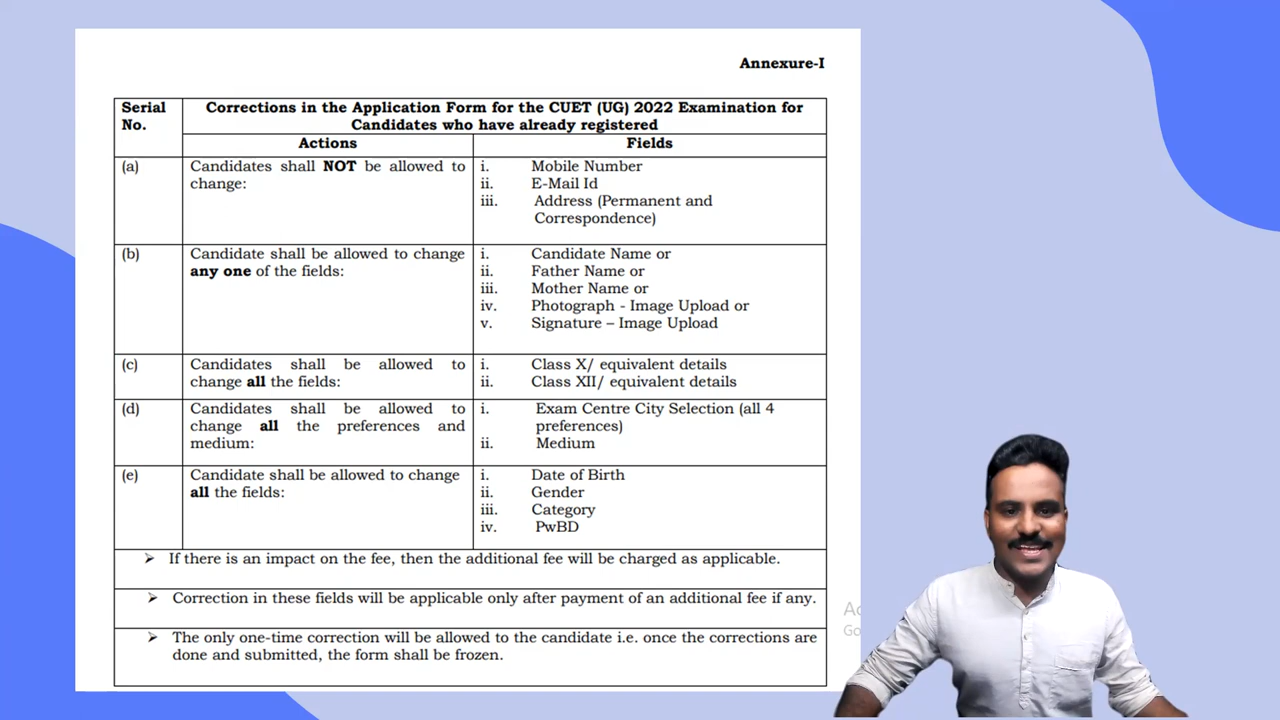 Annexure-I
Serial No.
Corrections in the Application Form for the CUET (UG) 2022 Examination for
Candidates who have already registered
Actions
Fields
(a)
Candidates shall NOT be allowed to
change:
i. Mobile Number
ii. E-Mail Id
iii. Address (Permanent and
Correspondence)
(b)
Candidate shall be allowed to change
any one of the fields:
i. Candidate Name or
ii. Father Name or
iii. Mother Name or
iv. Photograph - Image Upload or
v. Signature – Image Upload
(c)
Candidates shall be allowed to
change all the fields:
i. Class X/ equivalent details
ii. Class XII/ equivalent details
(d)
Candidates shall be allowed to
change all the preferences and
medium:
i. Exam Centre City Selection (all 4
preferences)
ii. Medium
(e)
Candidate shall be allowed to change
all the fields:
i. Date of Birth
ii. Gender
iii. Category
iv. PwBD
➢ If there is an impact on the fee, then the additional fee will be charged as applicable.
➢ Correction in these fields will be applicable only after payment of an additional fee if any.
➢ The only one-time correction will be allowed to the candidate i.e. once the corrections are
done and submitted, the form shall be frozen.